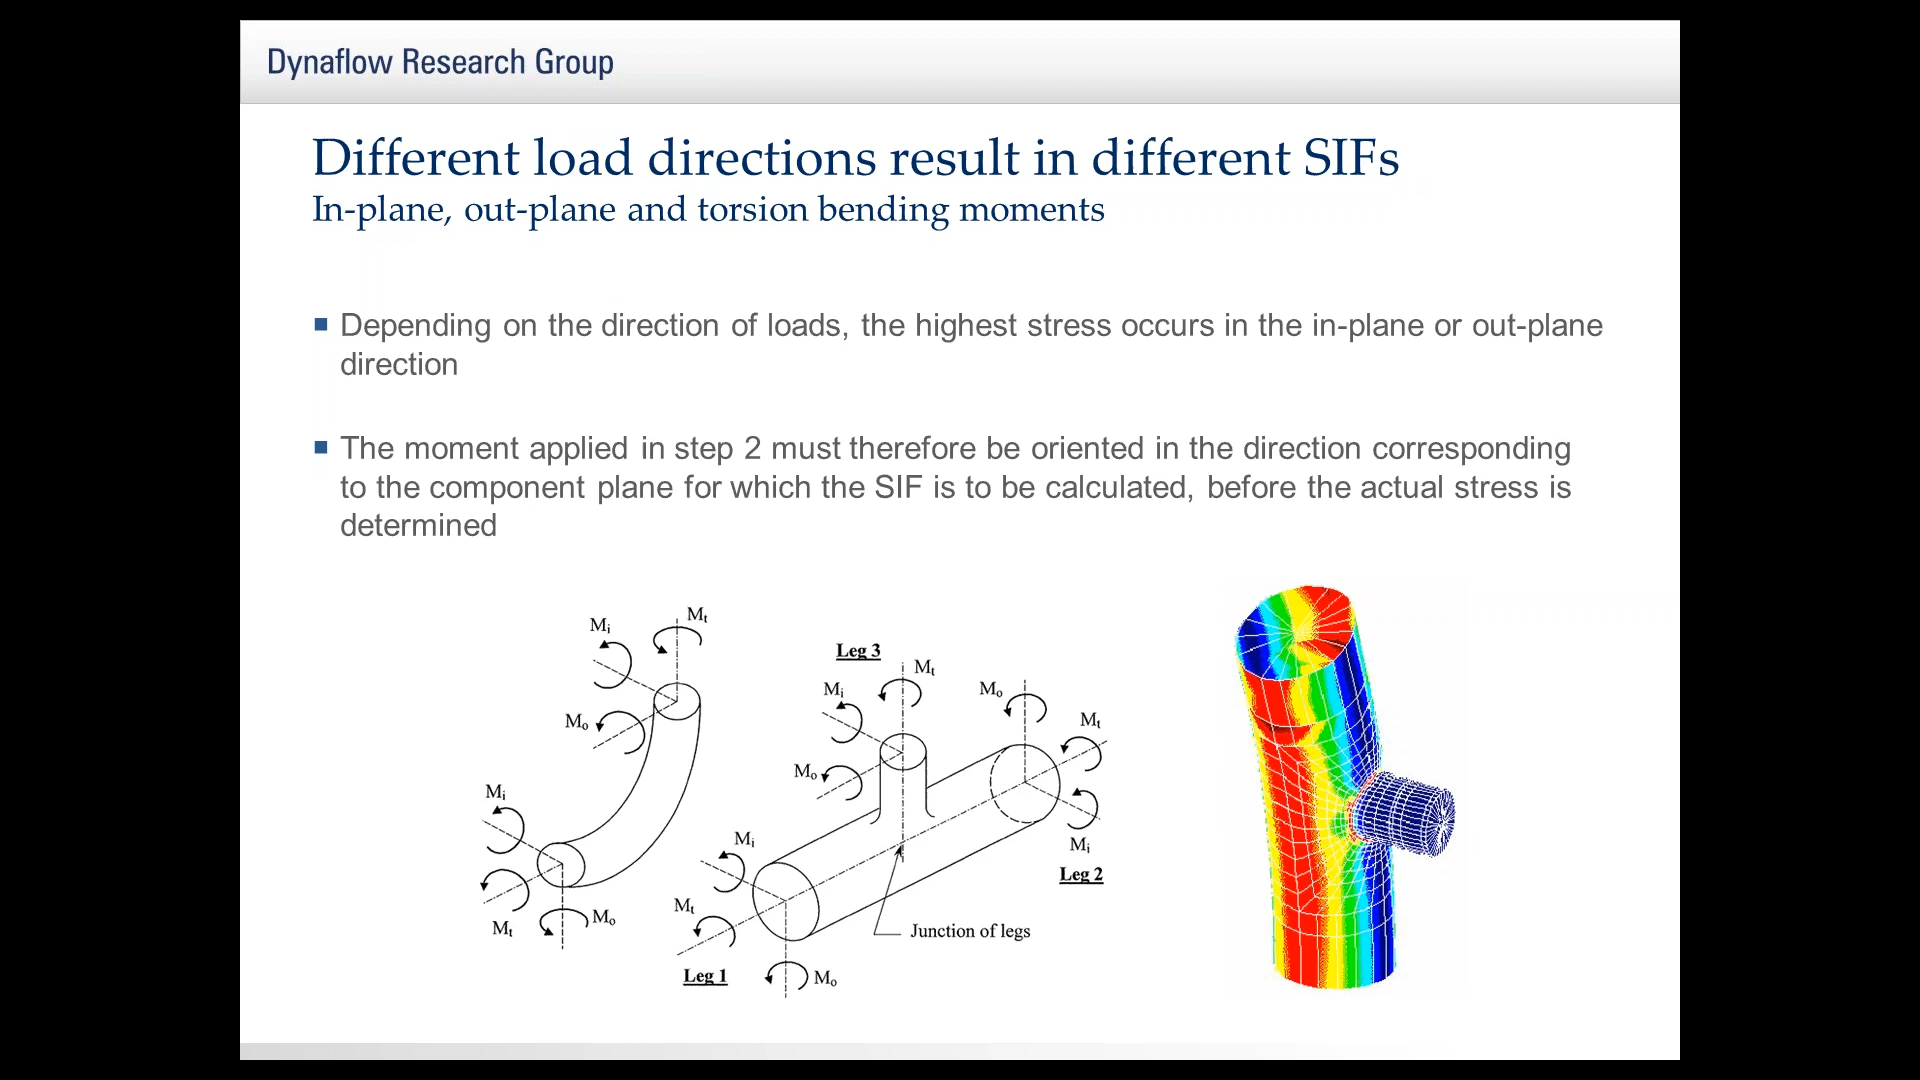 Dynaflow Research Group
Different load directions result in different SIFs
In-plane, out-plane and torsion bending moments
Depending on the direction of loads, the highest stress occurs in the in-plane or out-plane
direction
The moment applied in step 2 must therefore be oriented in the direction corresponding
to the component plane for which the SIF is to be calculated, before the actual stress is
determined
Mi
Mt
Mo
Mi
Mt
Mo
Leg 3
Mt
Mi
Mo
Mo
Mt
Mi
Leg 2
Mi
Mt
Leg 1
Mo
Junction of legs